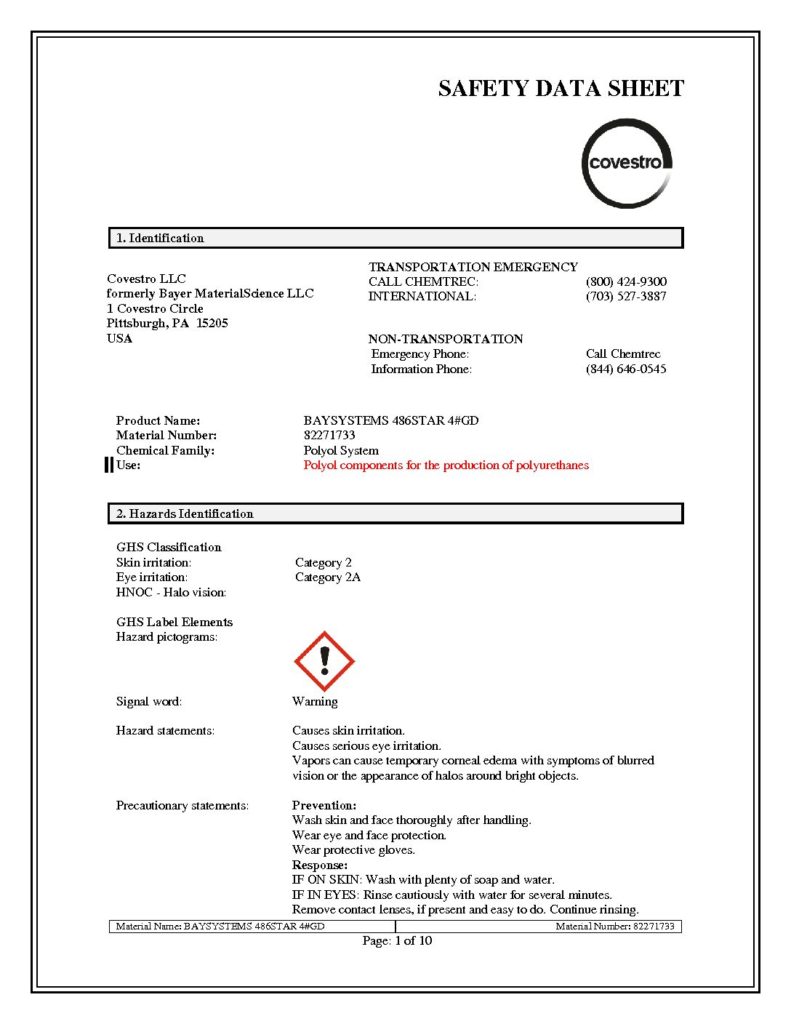 SAFETY DATA SHEET
covestro
1. Identification
Covestro LLC
formerly Bayer MaterialScience LLC
1 Covestro Circle
Pittsburgh, PA 15205
USA
TRANSPORTATION EMERGENCY
CALL CHEMTREC: (800) 424-9300
INTERNATIONAL: (703) 527-3887
NON-TRANSPORTATION
Emergency Phone: Call Chemtrec
Information Phone: (844) 646-0545
Product Name: BAYSYSTEMS 486STAR 4#GD
Material Number: 82271733
Chemical Family: Polyol System
Use: Polyol components for the production of polyurethanes
2. Hazards Identification
GHS Classification
Skin irritation: Category 2
Eye irritation: Category 2A
HNOC - Halo vision:
GHS Label Elements
Hazard pictograms:
Signal word: Warning
Hazard statements: Causes skin irritation.
Causes serious eye irritation.
Vapors can cause temporary corneal edema with symptoms of blurred
vision or the appearance of halos around bright objects.
Precautionary statements: Prevention:
Wash skin and face thoroughly after handling.
Wear eye and face protection.
Wear protective gloves.
Response:
IF ON SKIN: Wash with plenty of soap and water.
IF IN EYES: Rinse cautiously with water for several minutes.
Remove contact lenses, if present and easy to do. Continue rinsing.
Material Name: BAYSYSTEMS 486STAR 4#GD Material Number: 82271733
Page: 1 of 10